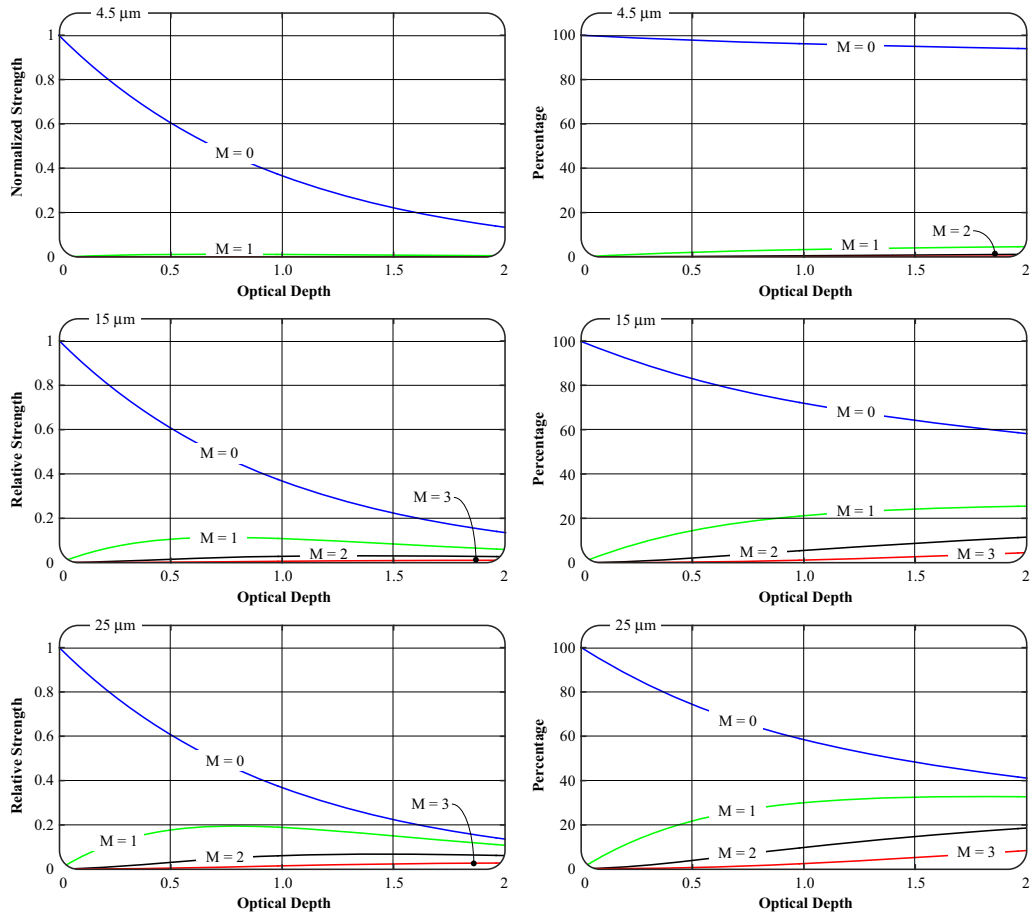 4.5 µm
Normalized Strength
1
0.8
0.6
0.4
0.2
0
M = 0
M = 1
0
0.5
1.0
1.5
2
Optical Depth
4.5 µm
Percentage
100
80
60
40
20
0
M = 0
M = 2
M = 1
0
0.5
1.0
1.5
2
Optical Depth
15 µm
Relative Strength
1
0.8
0.6
0.4
0.2
0
M = 0
M = 3
M = 1
M = 2
0
0.5
1.0
1.5
2
Optical Depth
15 µm
Percentage
100
80
60
40
20
0
M = 0
M = 1
M = 2
M = 3
0
0.5
1.0
1.5
2
Optical Depth
25 µm
Relative Strength
1
0.8
0.6
0.4
0.2
0
M = 0
M = 3
M = 1
M = 2
0
0.5
1.0
1.5
2
Optical Depth
25 µm
Percentage
100
80
60
40
20
0
M = 0
M = 1
M = 2
M = 3
0
0.5
1.0
1.5
2
Optical Depth